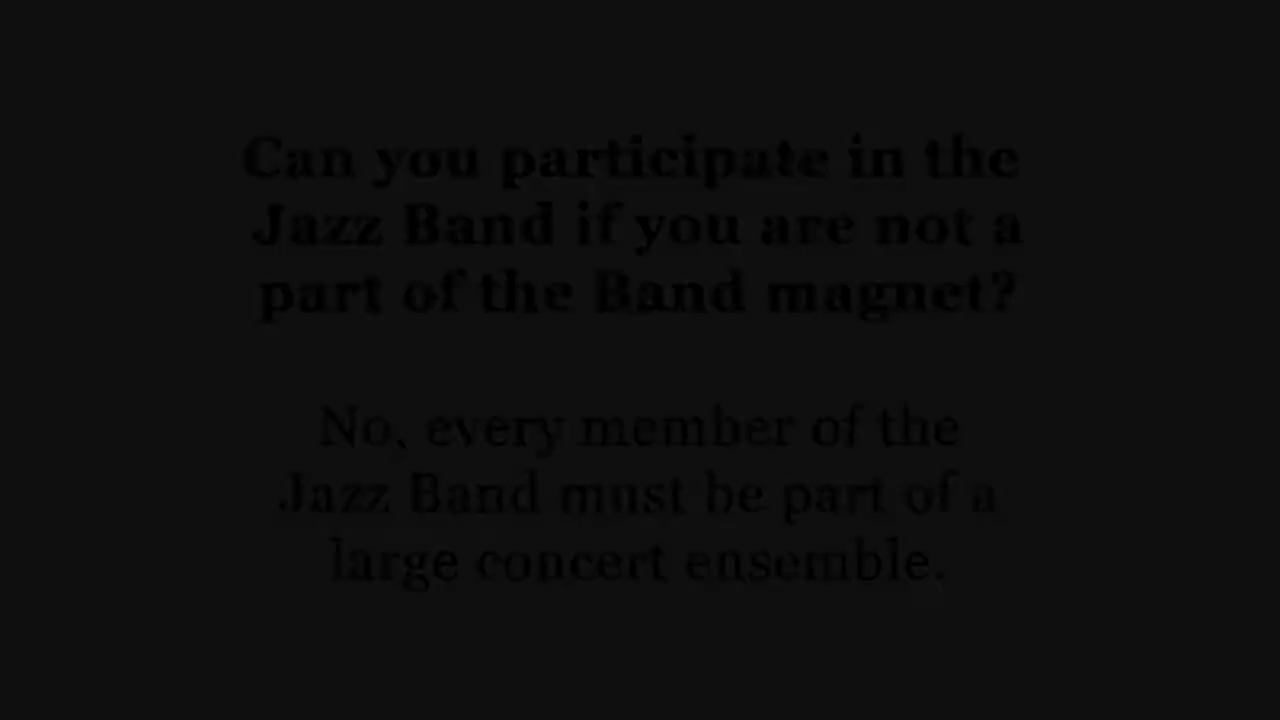 Can you participate in the
Jazz Band if you are not a
part of the Band magnet?
No, every member of the
Jazz Band must be part of a
large concert ensemble.